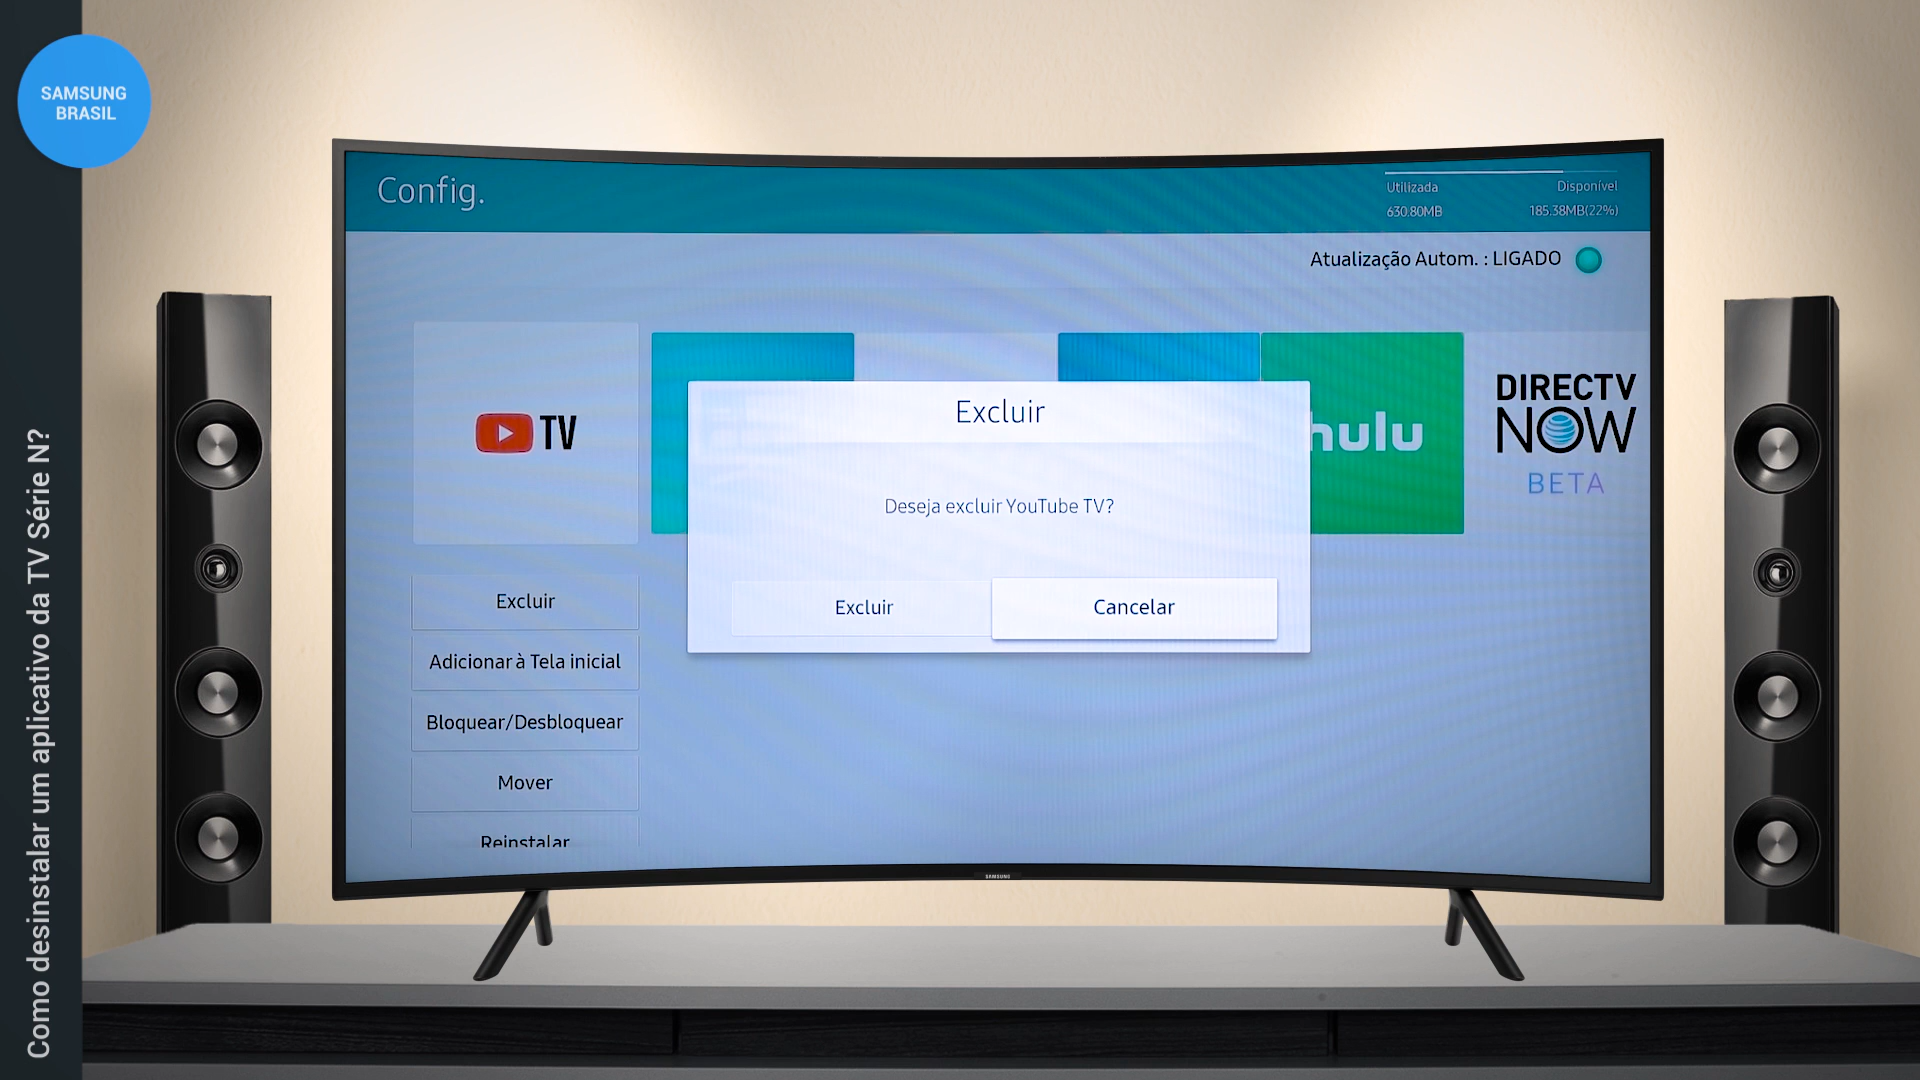 SAMSUNG
BRASIL
Como desinstalar um aplicativo da TV Série N?
Config.
Utilizada
Disponível
630.80MB
185.38MB(22%)
Atualização Autom. : LIGADO
TV
hulu
DIRECTV
NOW
BETA
Excluir
Deseja excluir YouTube TV?
Excluir
Cancelar
Excluir
Adicionar à Tela inicial
Bloquear/Desbloquear
Mover
Reinstalar
SAMSUNG